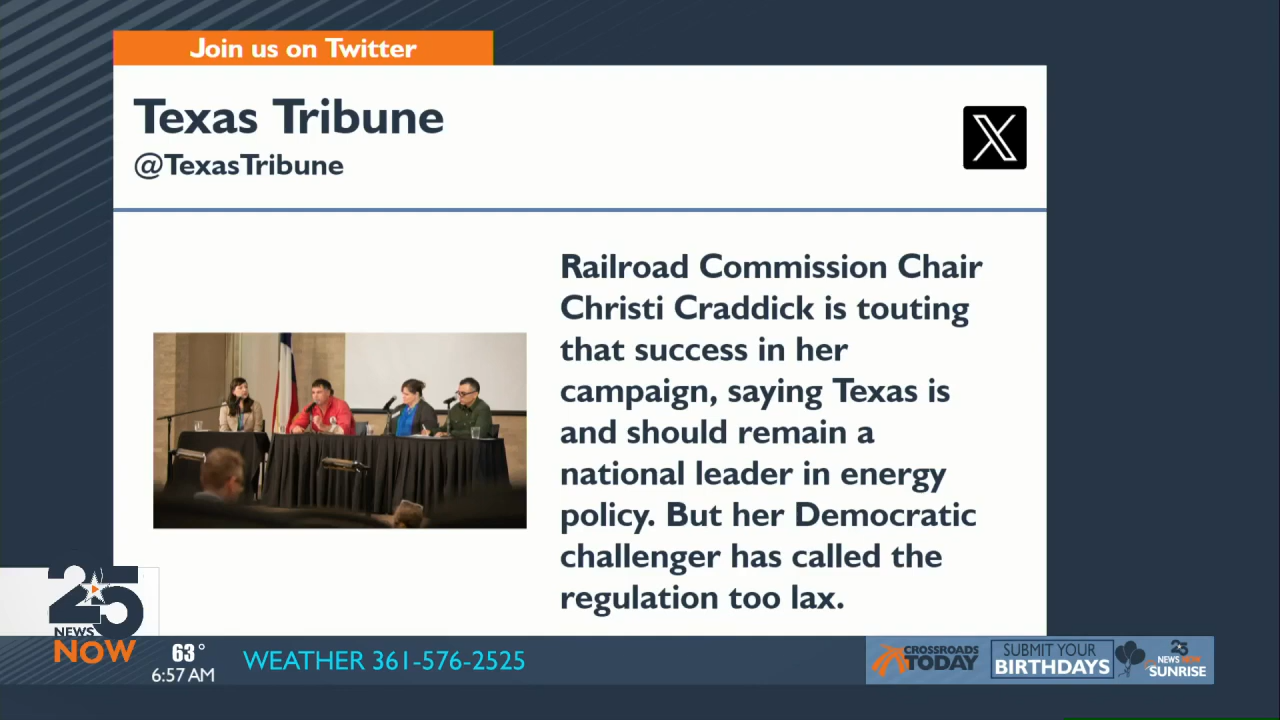 Join us on Twitter
Texas Tribune
@TexasTribune
Railroad Commission Chair
Christi Craddick is touting
that success in her
campaign, saying Texas is
and should remain a
national leader in energy
policy. But her Democratic
challenger has called the
regulation too lax.
25
NEWS
NOW
63°
6:57 AM
WEATHER 361-576-2525
CROSSROADS
TODAY
SUBMIT YOUR
BIRTHDAYS
25
NEWS NOW
SUNRISE